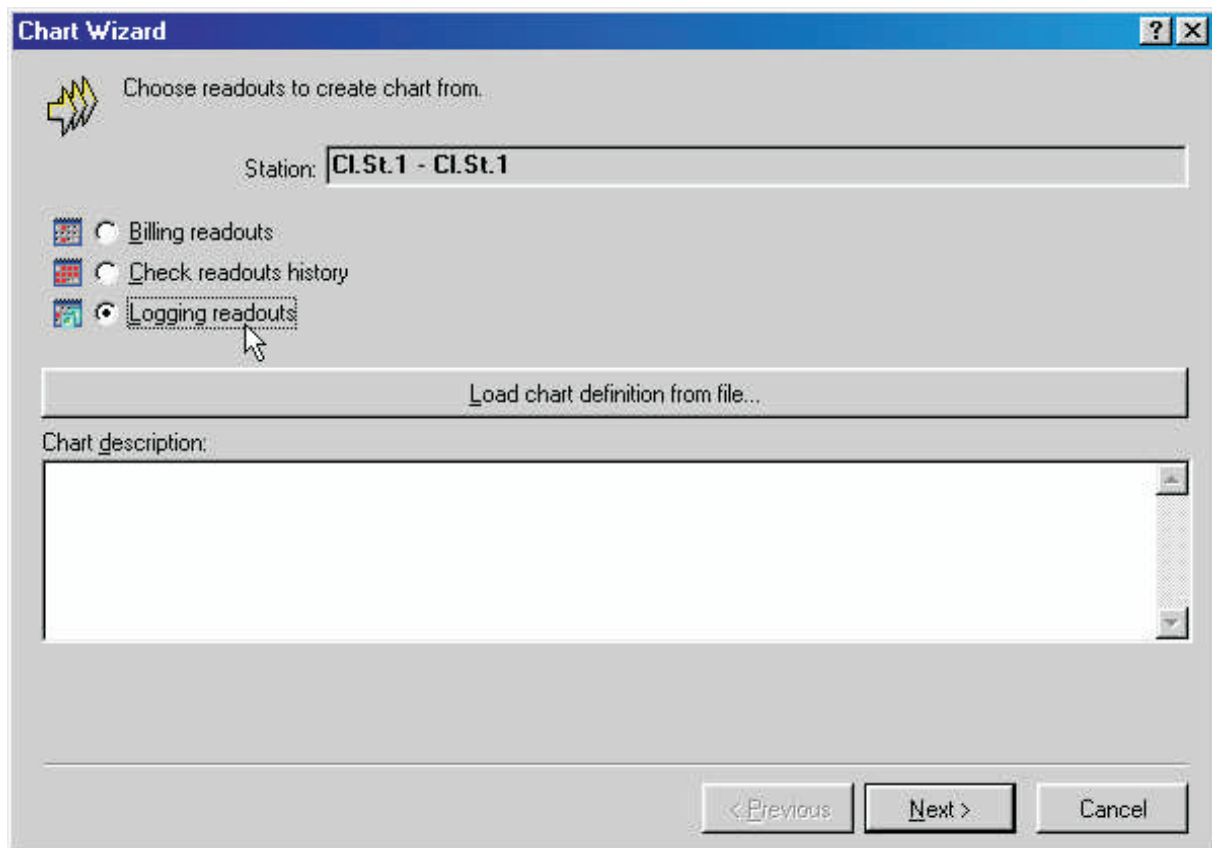 Chart Wizard
Choose readouts to create chart from.
Station: Cl.St.1 - Cl.St.1
Billing readouts
Check readouts history
Logging readouts
Load chart definition from file...
Chart description:
< Previous Next > Cancel